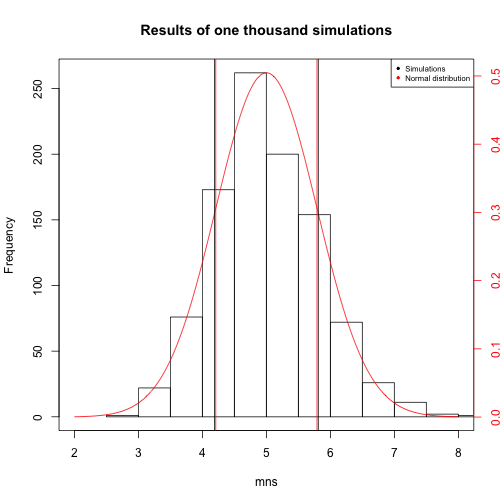 Results of one thousand simulations
Simulations
Normal distribution
Frequency
0 50 100 150 200 250
0.0 0.1 0.2 0.3 0.4 0.5
2 3 4 5 6 7 8
mns